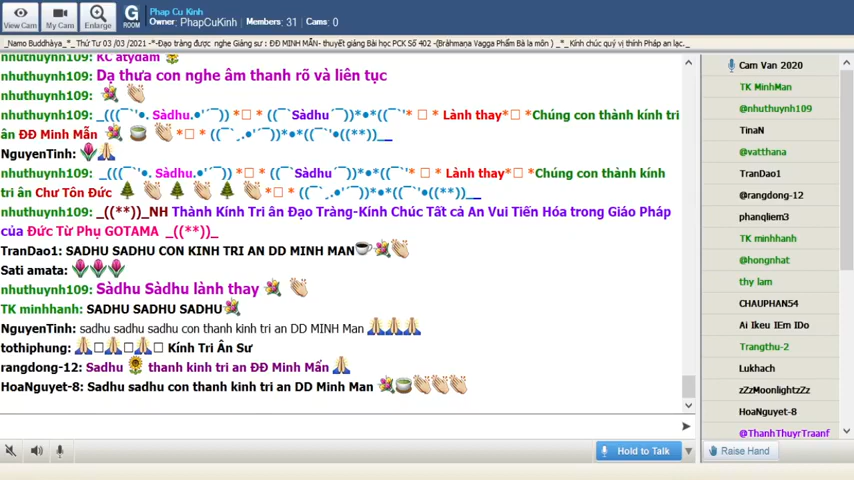 View Cam
My Cam
Enlarge
G
ROOM
Phap Cu Kinh
Owner: PhapCuKinh Members: 31 Cams: 0
_Namo Buddhàya_*_ Thứ Tư 03 /03 /2021 -*-Đạo tràng được nghe Giảng sư : ĐĐ MINH MẪN- thuyết giảng Bài học PCK Số 402 -(Bràhmaṇa Vagga Phẩm Bà la môn ) _*_ Kính chúc quý vị thính Pháp an lạc._
nhuthuynh109: KC atydam
nhuthuynh109: Dạ thưa con nghe âm thanh rõ và liên tục
nhuthuynh109:
nhuthuynh109: _(((¯`'•. Sàdhu.•'´¯)) *□* ((¯`Sàdhu´¯))*•*((¯`'*□* Lành thay*□*Chúng con thành kính tri
ân ĐĐ Minh Mẫn *□* ((¯`¸.•'´¯)*•*((¯`'•((**))__
NguyenTinh:
nhuthuynh109: _(((¯`'•. Sàdhu.•'´¯)) *□* ((¯`Sàdhu´¯))*•*((¯`'*□* Lành thay*□*Chúng con thành kính
tri ân Chư Tôn Đức *□* ((¯`¸.•'´¯)*•*((¯`'•((**))__
nhuthuynh109: _((**))_NH Thành Kính Tri ân Đạo Tràng-Kính Chúc Tất cả An Vui Tiến Hóa trong Giáo Pháp
của Đức Từ Phụ GOTAMA _((**))_
TranDao1: SADHU SADHU CON KINH TRI AN DD MINH MAN
Sati amata:
nhuthuynh109: Sàdhu Sàdhu lành thay
TK minhhanh: SADHU SADHU SADHU
NguyenTinh: sadhu sadhu sadhu con thanh kinh tri an DD MINH Man
tothiphung: □ □ □ Kính Tri Ân Sư
rangdong-12: Sadhu thanh kinh tri an ĐĐ Minh Mẩn
HoaNguyet-8: Sadhu sadhu con thanh kinh tri an DD Minh Man
Cam Van 2020
TK MinhMan
@nhuthuynh109
TinaN
@vatthana
TranDao1
@rangdong-12
phanqliem3
TK minhhanh
@hongnhat
thy lam
CHAUPHAN54
Ai Ikeu IEm IDo
Trangthu-2
Lukhach
zZzMoonlightzZz
HoaNguyet-8
@ThanhThuyrTraanf
Hold to Talk
Raise Hand